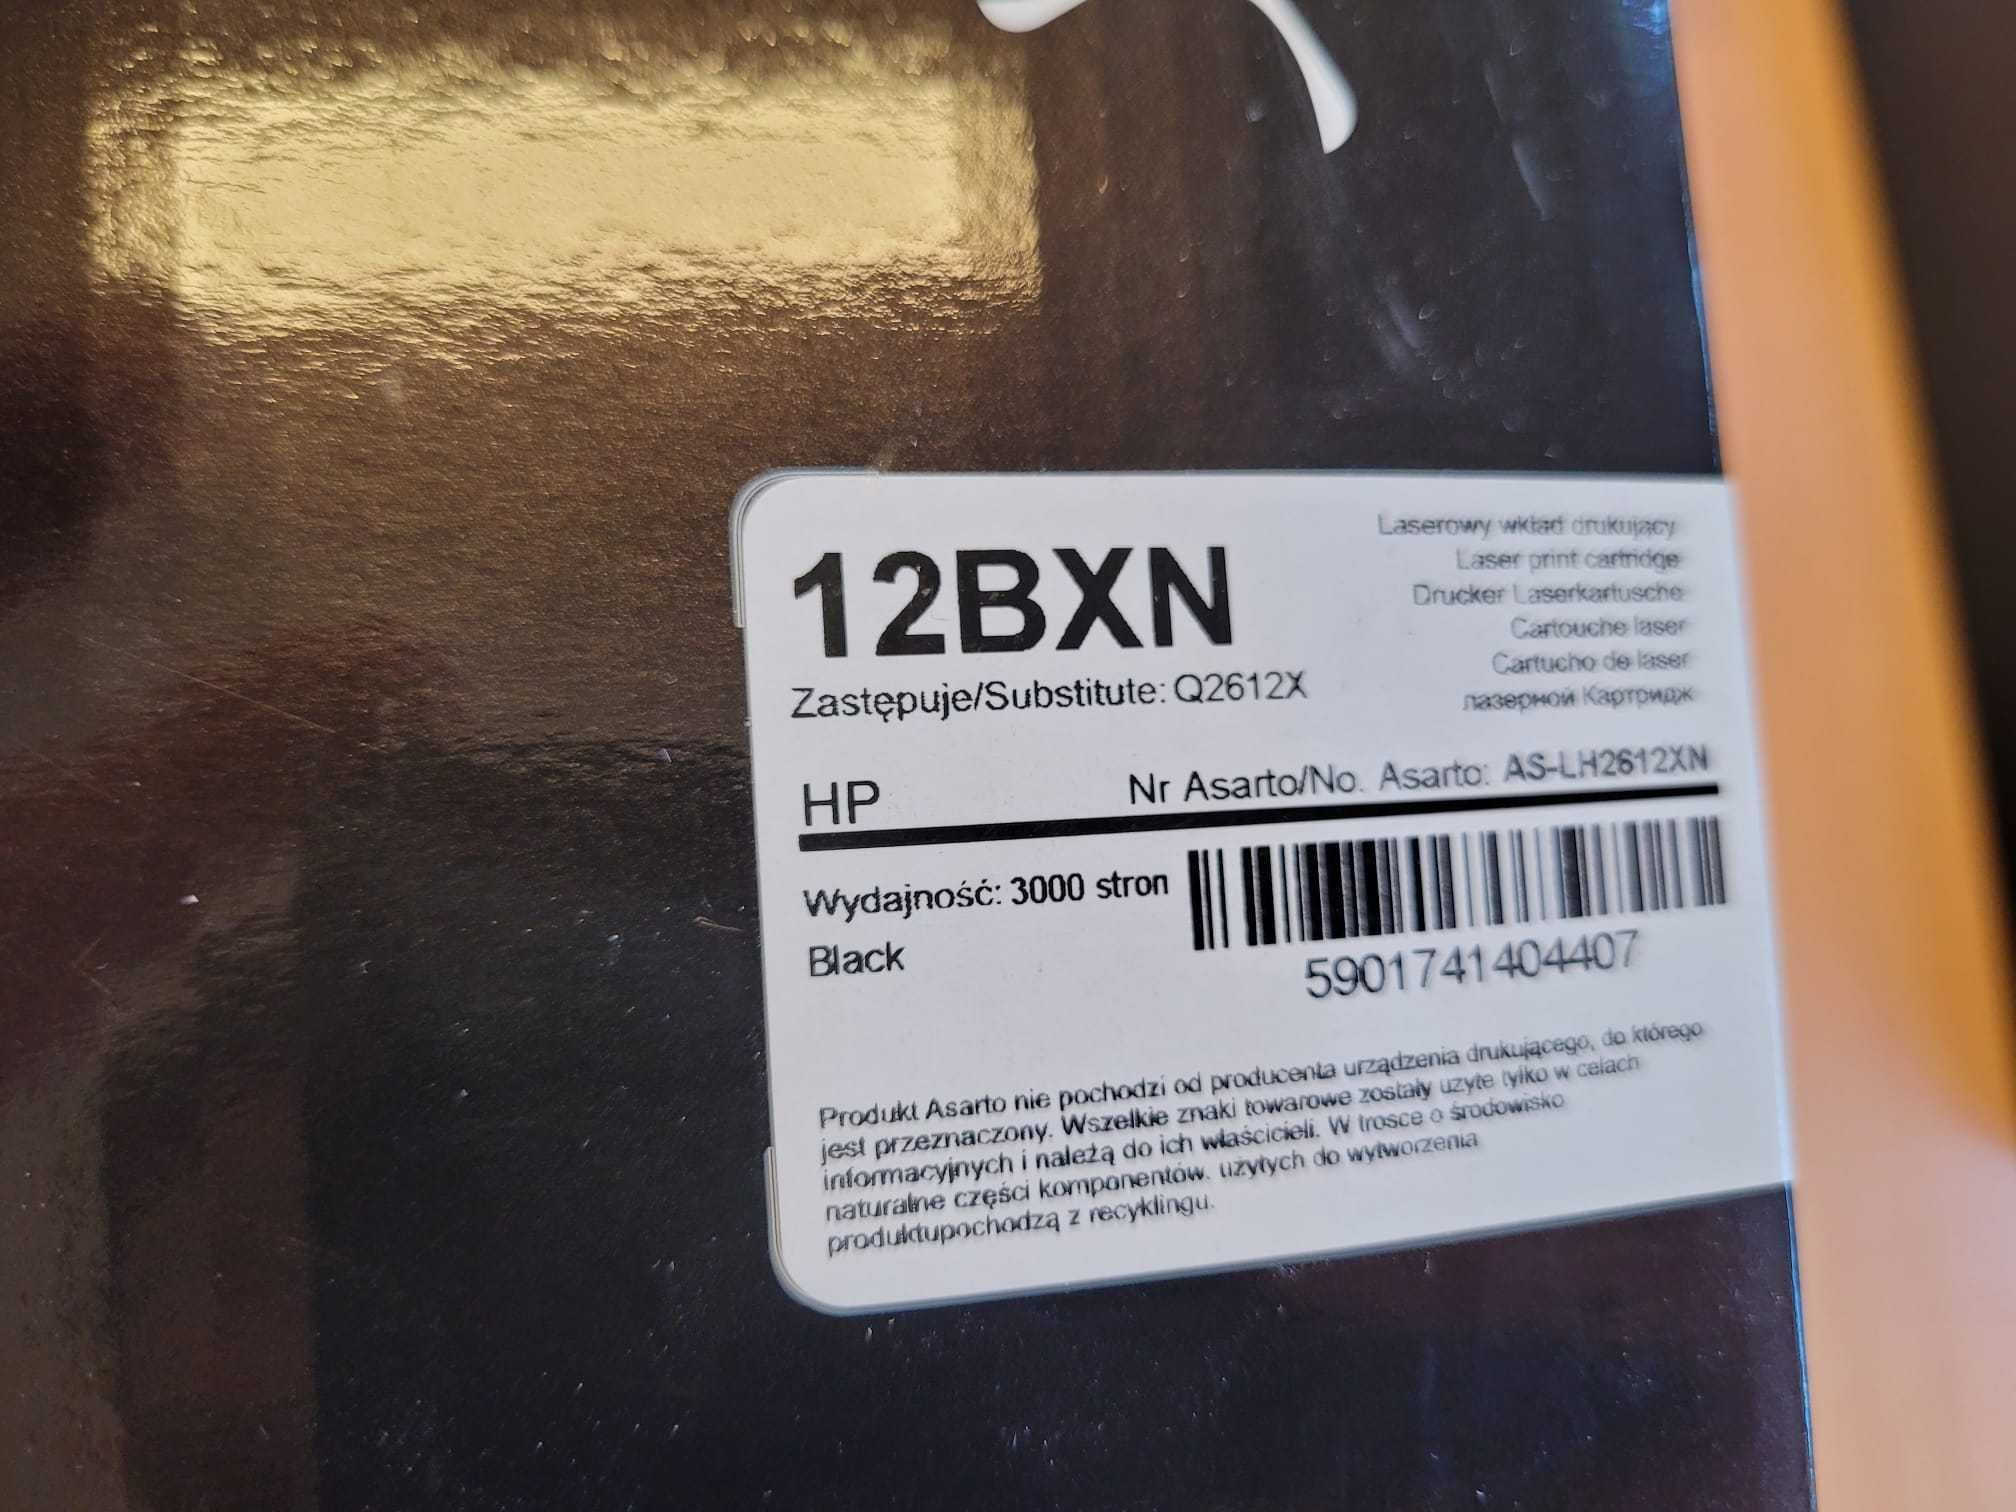 12BXN
Zastępuje/Substitute: Q2612X
Laserowy wkład drukujący
Laser print cartridge
Drucker Laserkartusche
Cartouche laser
Cartucho de laser
лазерной Картридж
HP
Nr Asarto/No. Asarto: AS-LH2612XN
Wydajność: 3000 stron
Black
5901741404407
Produkt Asarto nie pochodzi od producenta urządzenia drukującego, do którego
jest przeznaczony. Wszelkie znaki towarowe zostały użyte tylko w celach
informacyjnych i należą do ich właścicieli. W trosce o środowisko
naturalne części komponentów. użytych do wytworzenia
produktupochodzą z recyklingu.